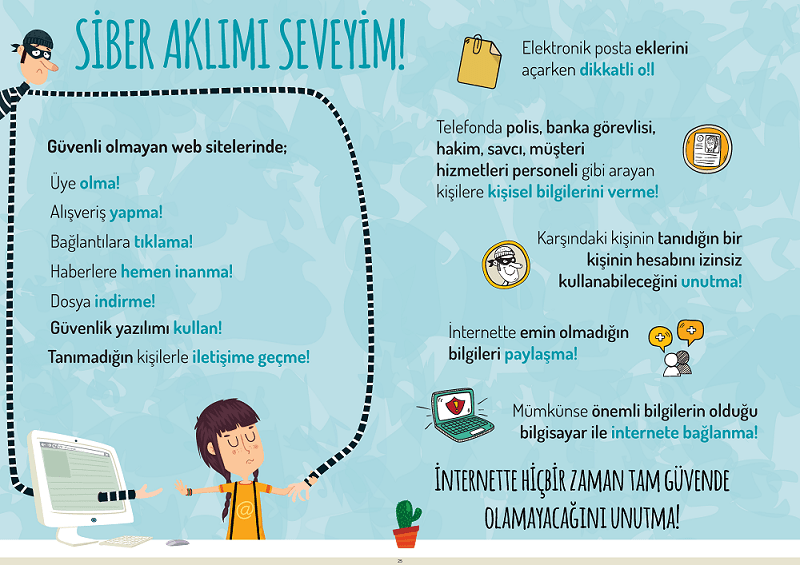 SİBER AKLIMI SEVEYİM!
Güvenli olmayan web sitelerinde;
Üye olma!
Alışveriş yapma!
Bağlantılara tıklama!
Haberlere hemen inanma!
Dosya indirme!
Güvenlik yazılımı kullan!
Tanımadığın kişilerle iletişime geçme!
@
Elektronik posta eklerini
açarken dikkatli o!l
Telefonda polis, banka görevlisi,
hakim, savcı, müşteri
hizmetleri personeli gibi arayan
kişilere kişisel bilgilerini verme!
Karşındaki kişinin tanıdığın bir
kişinin hesabını izinsiz
kullanabileceğini unutma!
İnternette emin olmadığın
bilgileri paylaşma!
Mümkünse önemli bilgilerin olduğu
bilgisayar ile internete bağlanma!
İNTERNETTE HİÇBİR ZAMAN TAM GÜVENDE
OLAMAYACAĞINI UNUTMA!